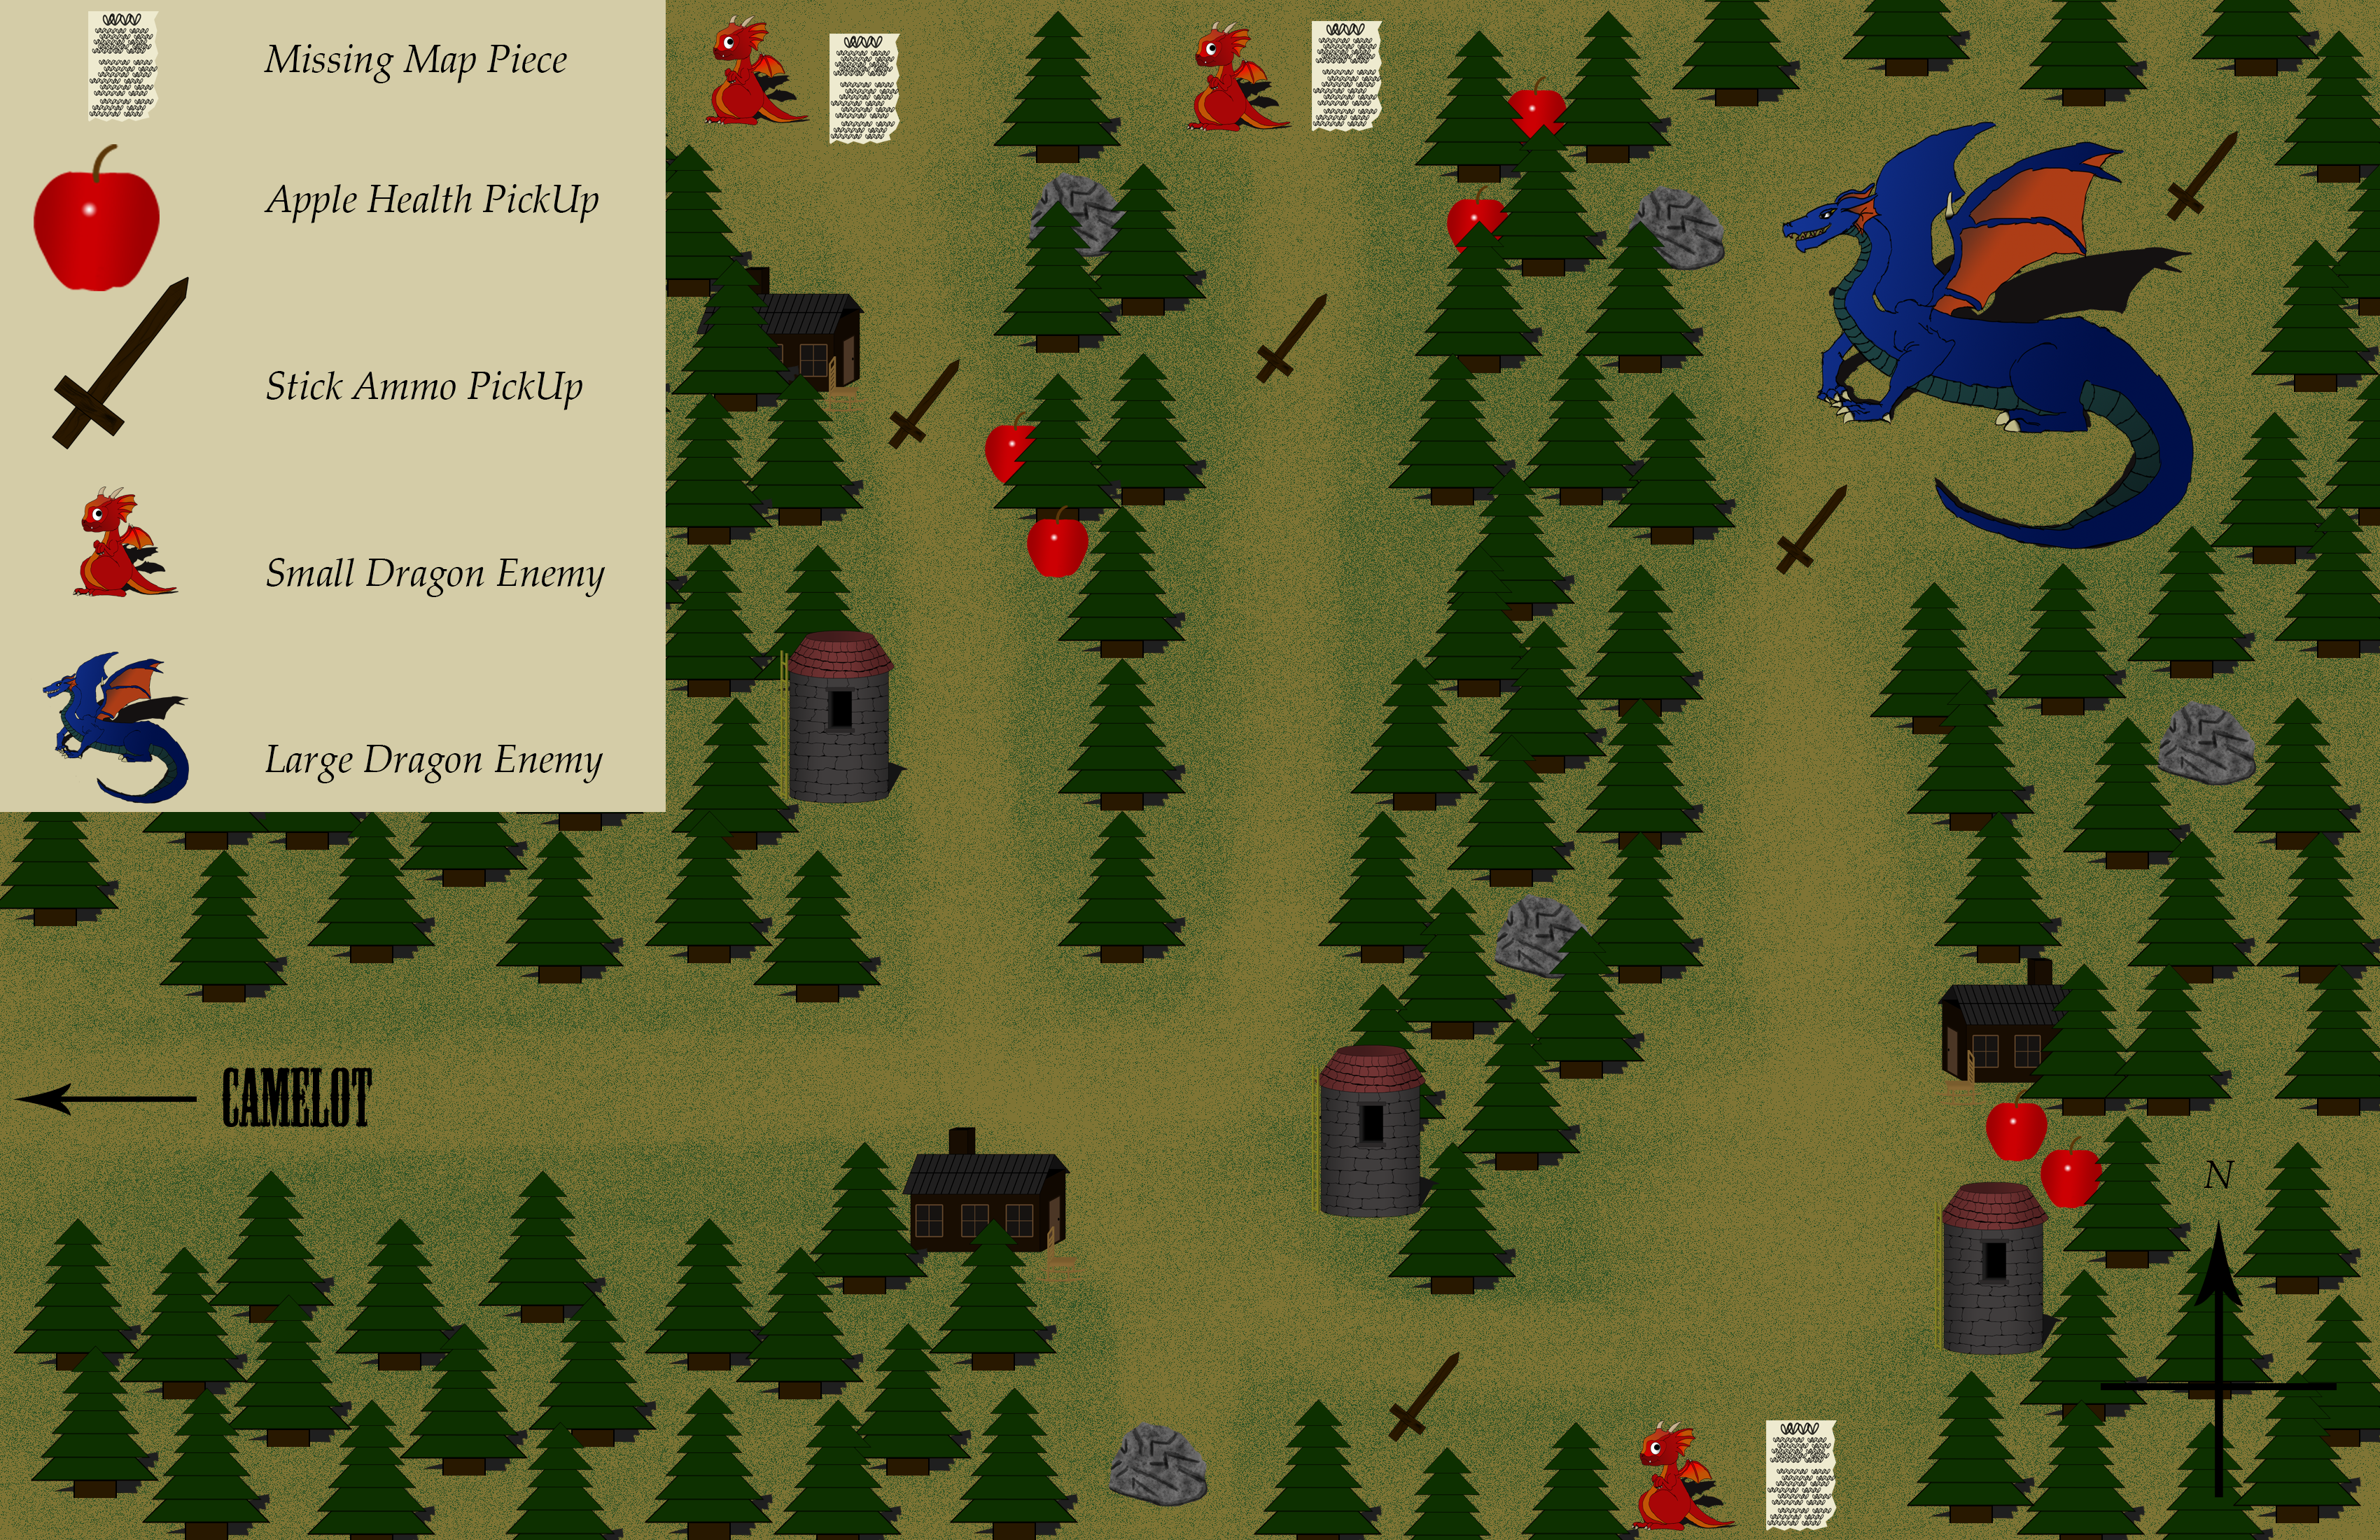 Missing Map Piece
Apple Health PickUp
Stick Ammo PickUp
Small Dragon Enemy
Large Dragon Enemy
CAMELOT
N